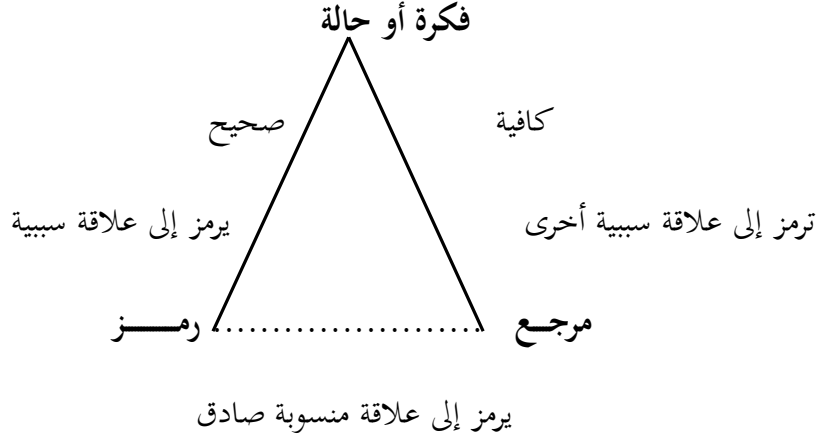 فكرة أو حالة
كافية
صحيح
ترمز إلى علاقة سببية أخرى
يرمز إلى علاقة سببية
مرجـع
رمـــز
يرمز إلى علاقة منسوبة صادق